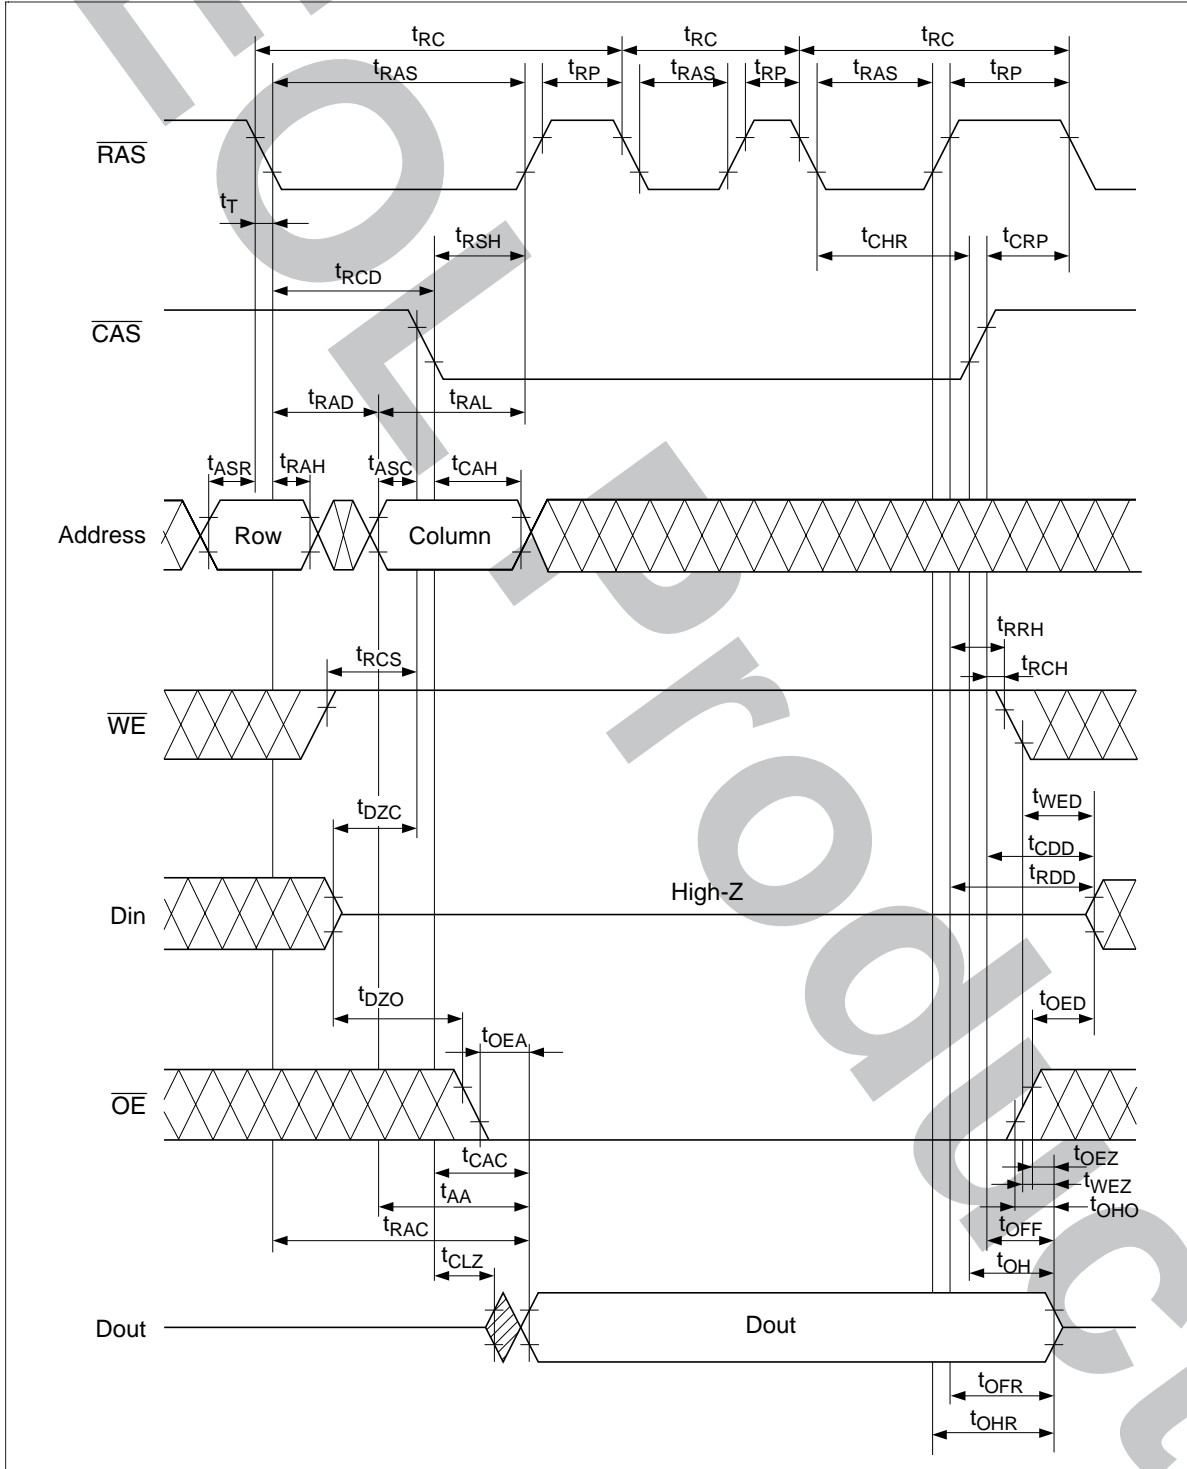 tRC tRC tRC
tRAS tRP tRAS tRP tRAS tRP
RAS
tT
tRSH tCHR tCRP
tRCD
CAS
tRAD tRAL
tASR tRAH tASC tCAH
Address Row Column
tRRH
tRCS tRCH
WE
tDZC tWED
tCDD
tRDD
High-Z
Din
tDZO tOED
tOEA
OE
tCAC tOEZ
tAA tWEZ
tRAC tOHO
tOFF
tCLZ tOH
Dout Dout
tOFR
tOHR
EOL Product